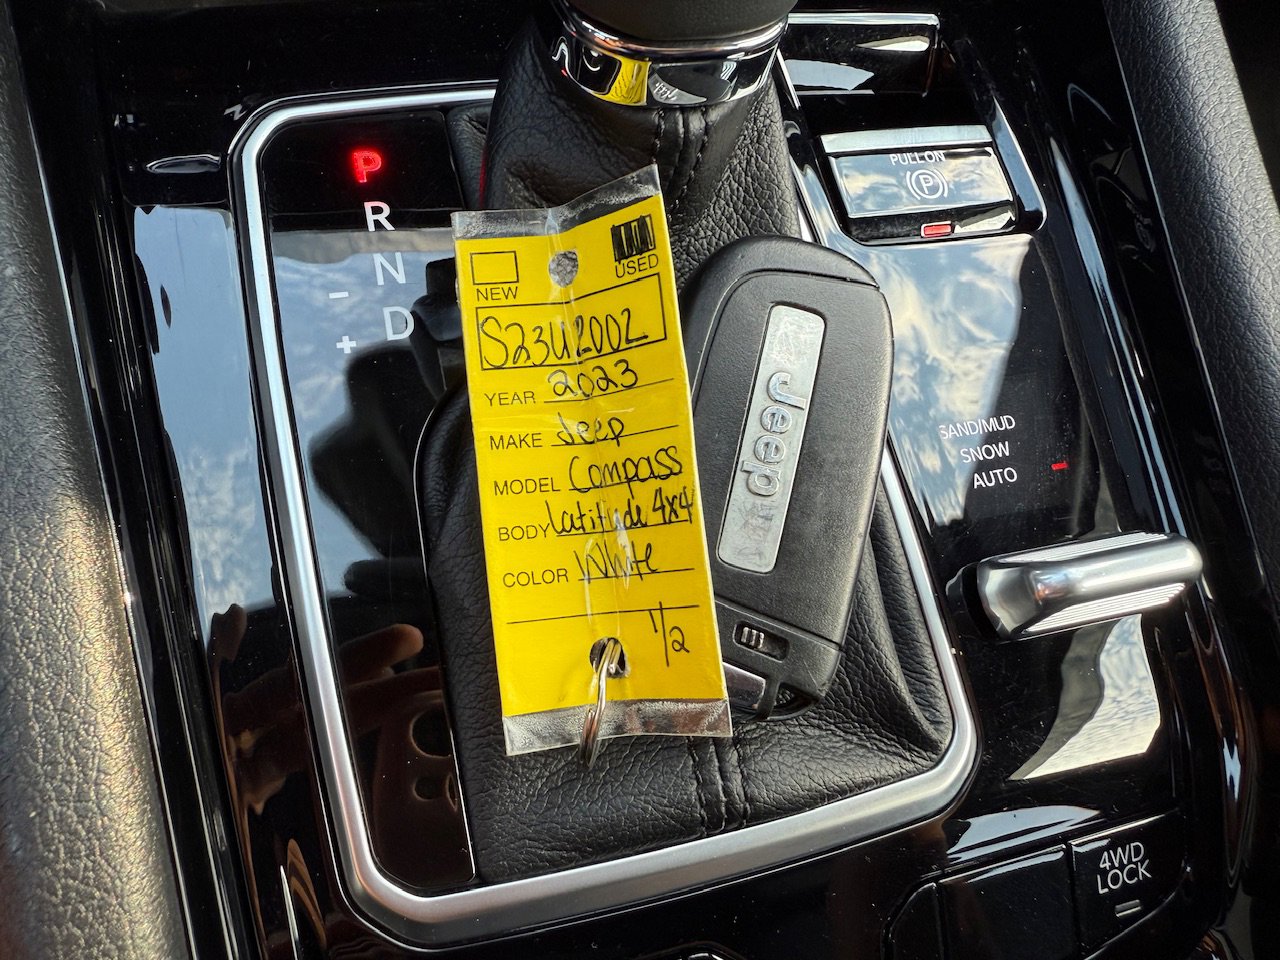 P
R
N
D
-
+
PULL ON
P
NEW
USED
S23U2002
YEAR 2023
MAKE Jeep
MODEL Compass
BODY Latitude 4x4
COLOR White
1/2
Jeep
SAND/MUD
SNOW
AUTO
4WD
LOCK